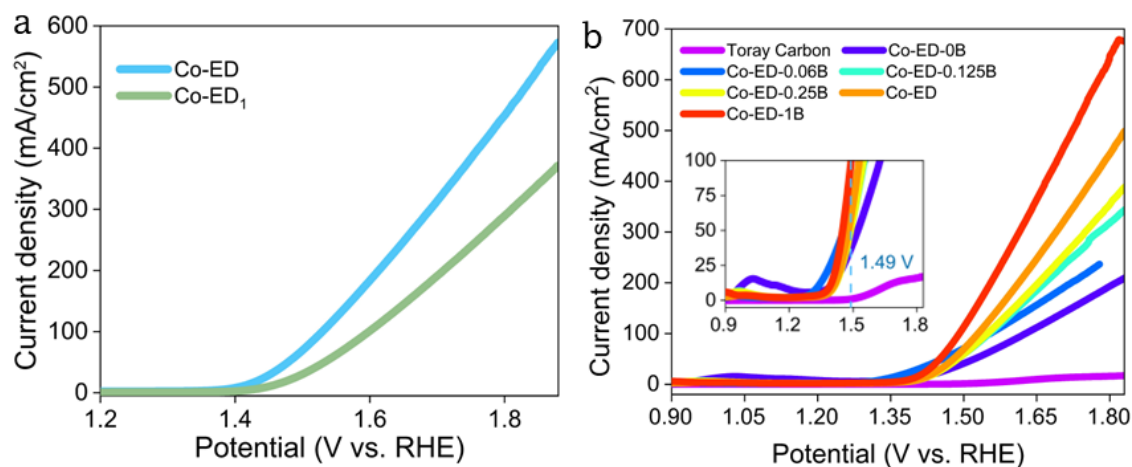 a
600
500
400
300
200
100
0
Current density (mA/cm²)
Co-ED
Co-ED₁
1.2 1.4 1.6 1.8
Potential (V vs. RHE)
b
700
600
500
400
300
200
100
0
Current density (mA/cm²)
Toray Carbon Co-ED-0B
Co-ED-0.06B Co-ED-0.125B
Co-ED-0.25B Co-ED
Co-ED-1B
100
75
50
25
0
1.49 V
0.9 1.2 1.5 1.8
0.90 1.05 1.20 1.35 1.50 1.65 1.80
Potential (V vs. RHE)